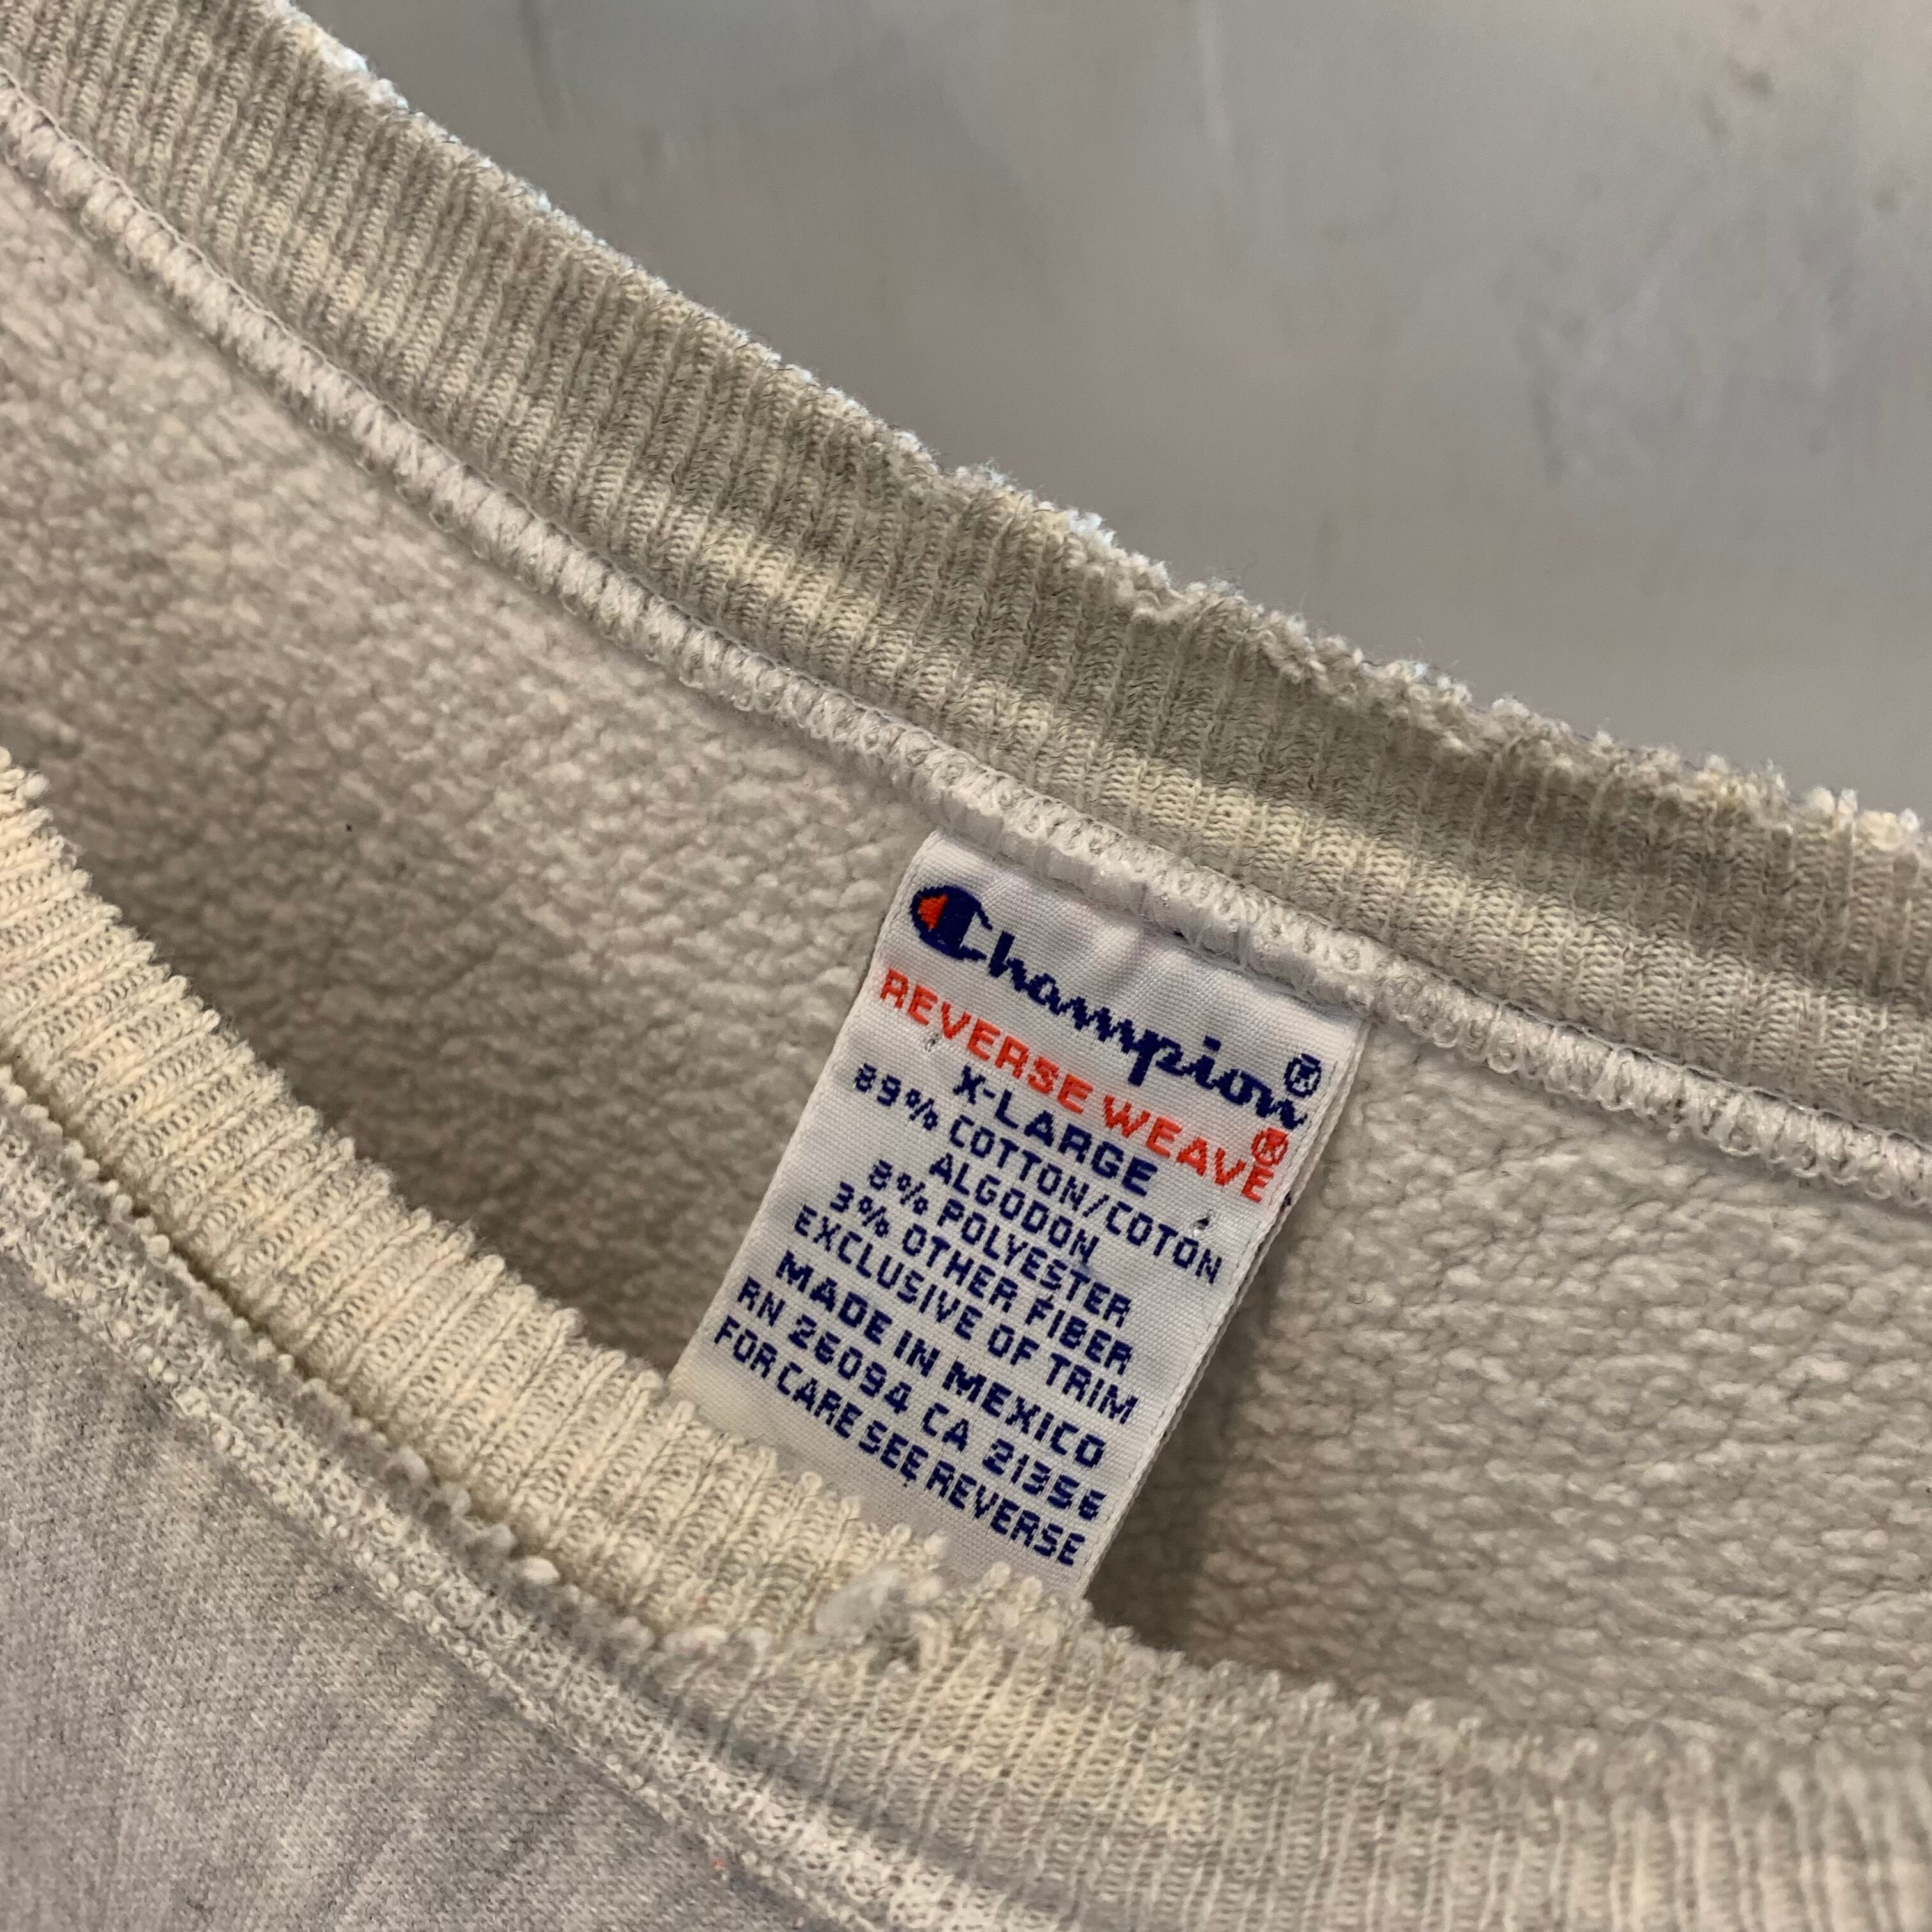 Champion®
REVERSE WEAVE®
X-LARGE
89% COTTON/COTON
ALGODON
8% POLYESTER
3% OTHER FIBER
EXCLUSIVE OF TRIM
MADE IN MEXICO
RN 26094 CA 21356
FOR CARE SEE REVERSE